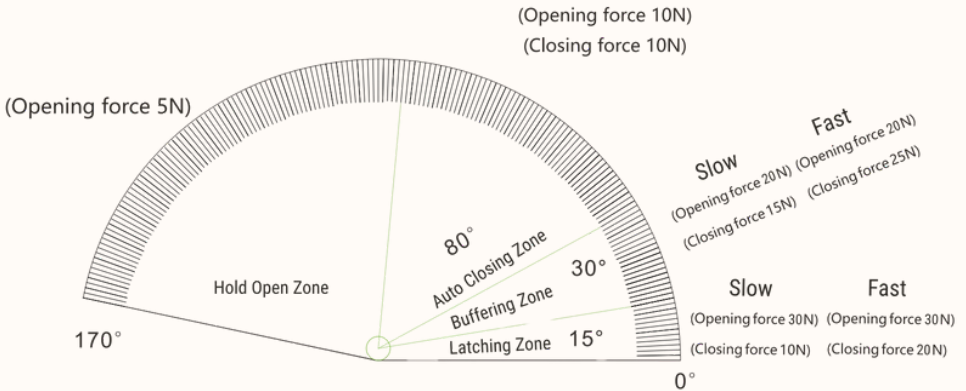 (Opening force 10N)
(Closing force 10N)
(Opening force 5N)
Slow
Fast
(Opening force 20N)
(Opening force 20N)
(Closing force 15N)
(Closing force 25N)
80°
Auto Closing Zone
30°
Buffering Zone
Hold Open Zone
Slow
Fast
(Opening force 30N)
(Opening force 30N)
170°
Latching Zone
15°
(Closing force 10N)
(Closing force 20N)
0°